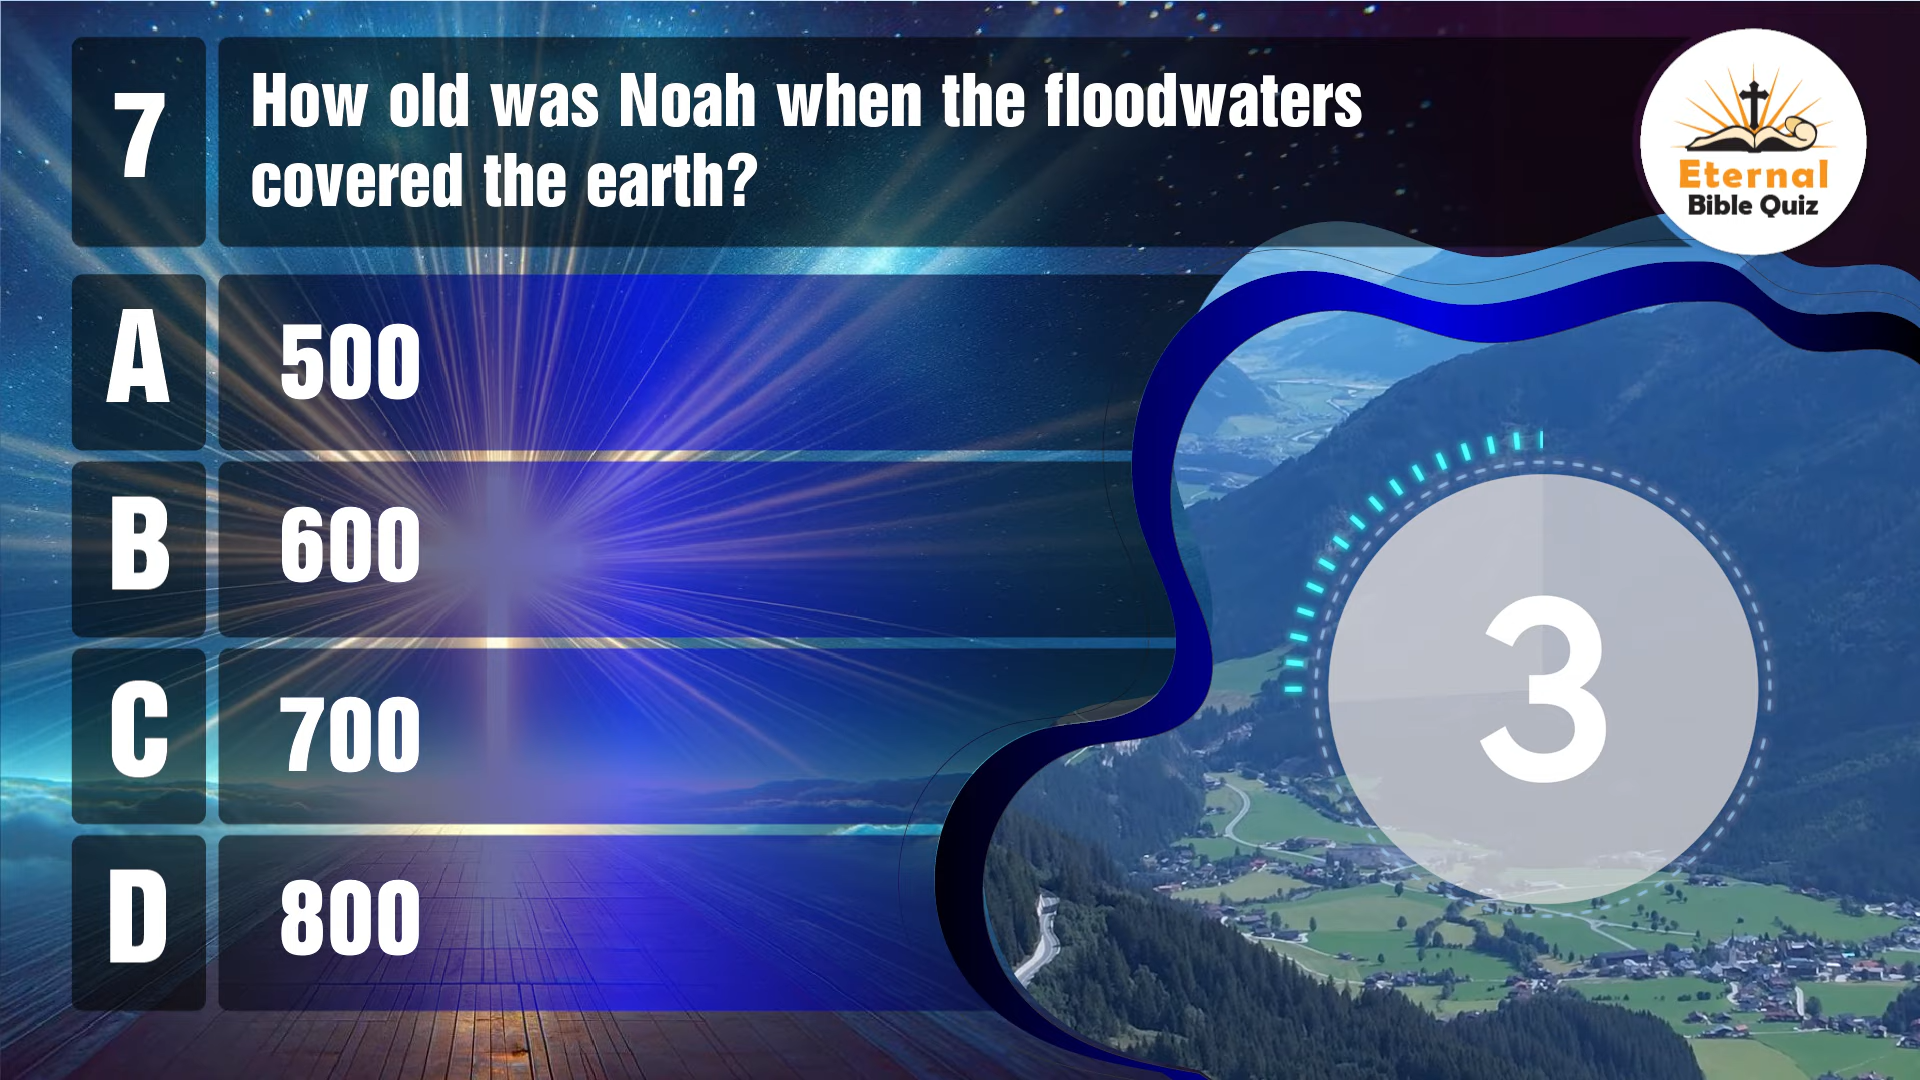 7
How old was Noah when the floodwaters
covered the earth?
Eternal
Bible Quiz
A
500
B
600
C
700
D
800
3